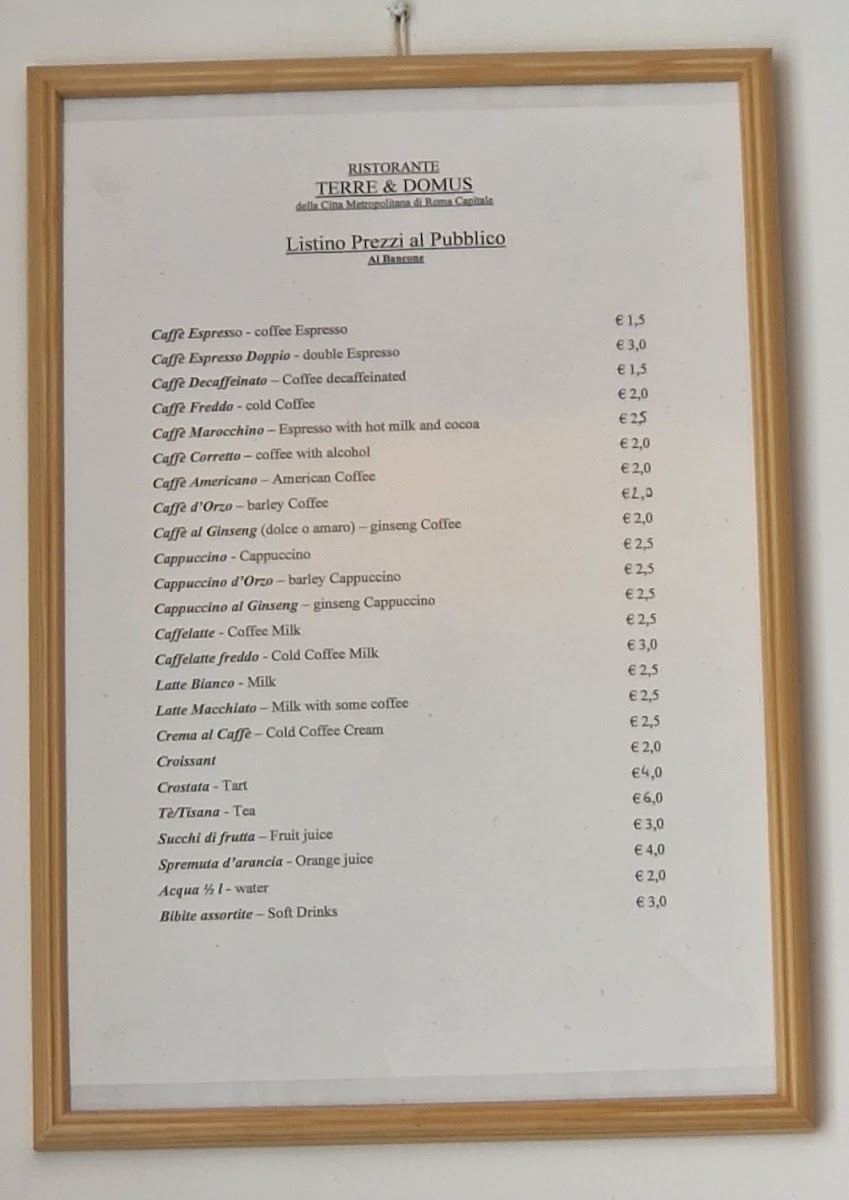 RISTORANTE
TERRE & DOMUS
della Citta Metropolitana di Roma Capitale
Listino Prezzi al Pubblico
Al Bancone
Caffè Espresso - coffee Espresso € 1,5
Caffè Espresso Doppio - double Espresso € 3,0
Caffè Decaffeinato – Coffee decaffeinated € 1,5
Caffè Freddo - cold Coffee € 2,0
Caffè Marocchino – Espresso with hot milk and cocoa € 2,5
Caffè Corretto – coffee with alcohol € 2,0
Caffè Americano – American Coffee € 2,0
Caffè d'Orzo – barley Coffee € 2,0
Caffè al Ginseng (dolce o amaro) – ginseng Coffee € 2,0
Cappuccino - Cappuccino € 2,5
Cappuccino d'Orzo – barley Cappuccino € 2,5
Cappuccino al Ginseng – ginseng Cappuccino € 2,5
Caffelatte - Coffee Milk € 2,5
Caffelatte freddo - Cold Coffee Milk € 3,0
Latte Bianco - Milk € 2,5
Latte Macchiato – Milk with some coffee € 2,5
Crema al Caffè – Cold Coffee Cream € 2,5
Croissant € 2,0
Crostata - Tart € 4,0
Tè/Tisana - Tea € 6,0
Succhi di frutta – Fruit juice € 3,0
Spremuta d'arancia - Orange juice € 4,0
Acqua ½ l - water € 2,0
Bibite assortite – Soft Drinks € 3,0